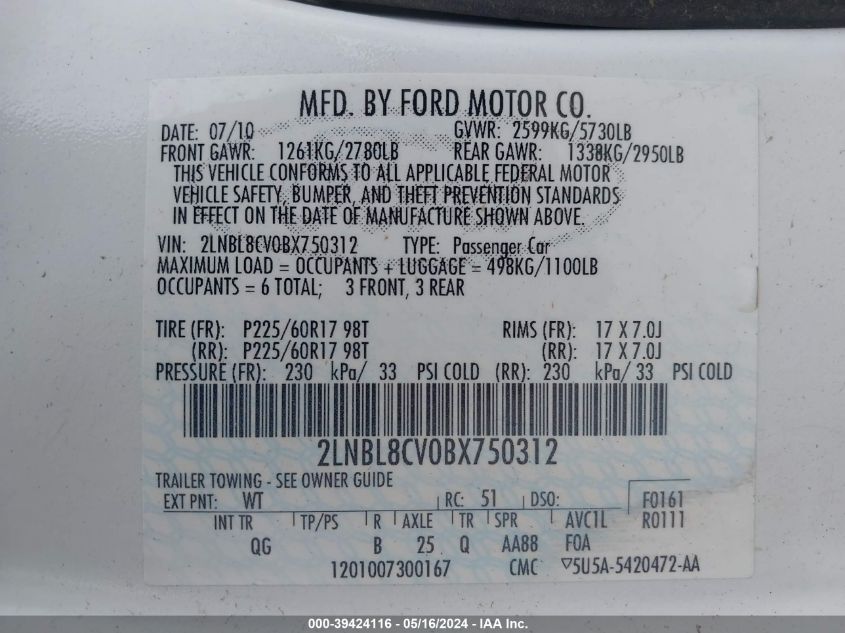 MFD. BY FORD MOTOR CO.
DATE: 07/10 GVWR: 2599KG/5730LB
FRONT GAWR: 1261KG/2780LB REAR GAWR: 1338KG/2950LB
THIS VEHICLE CONFORMS TO ALL APPLICABLE FEDERAL MOTOR
VEHICLE SAFETY, BUMPER, AND THEFT PREVENTION STANDARDS
IN EFFECT ON THE DATE OF MANUFACTURE SHOWN ABOVE.
VIN: 2LNBL8CV0BX750312 TYPE: Passenger Car
MAXIMUM LOAD = OCCUPANTS + LUGGAGE = 498KG/1100LB
OCCUPANTS = 6 TOTAL; 3 FRONT, 3 REAR
TIRE (FR): P225/60R17 98T RIMS (FR): 17 X 7.0J
(RR): P225/60R17 98T (RR): 17 X 7.0J
PRESSURE (FR): 230 kPa/ 33 PSI COLD (RR): 230 kPa/ 33 PSI COLD
2LNBL8CV0BX750312
TRAILER TOWING - SEE OWNER GUIDE
EXT PNT: WT RC: 51 DSO: F0161
INT TR TP/PS R AXLE TR SPR AVC1L R0111
QG B 25 Q AA88 FOA
1201007300167 CMC ▽5U5A-5420472-AA
000-39424116 - 05/16/2024 - IAA Inc.